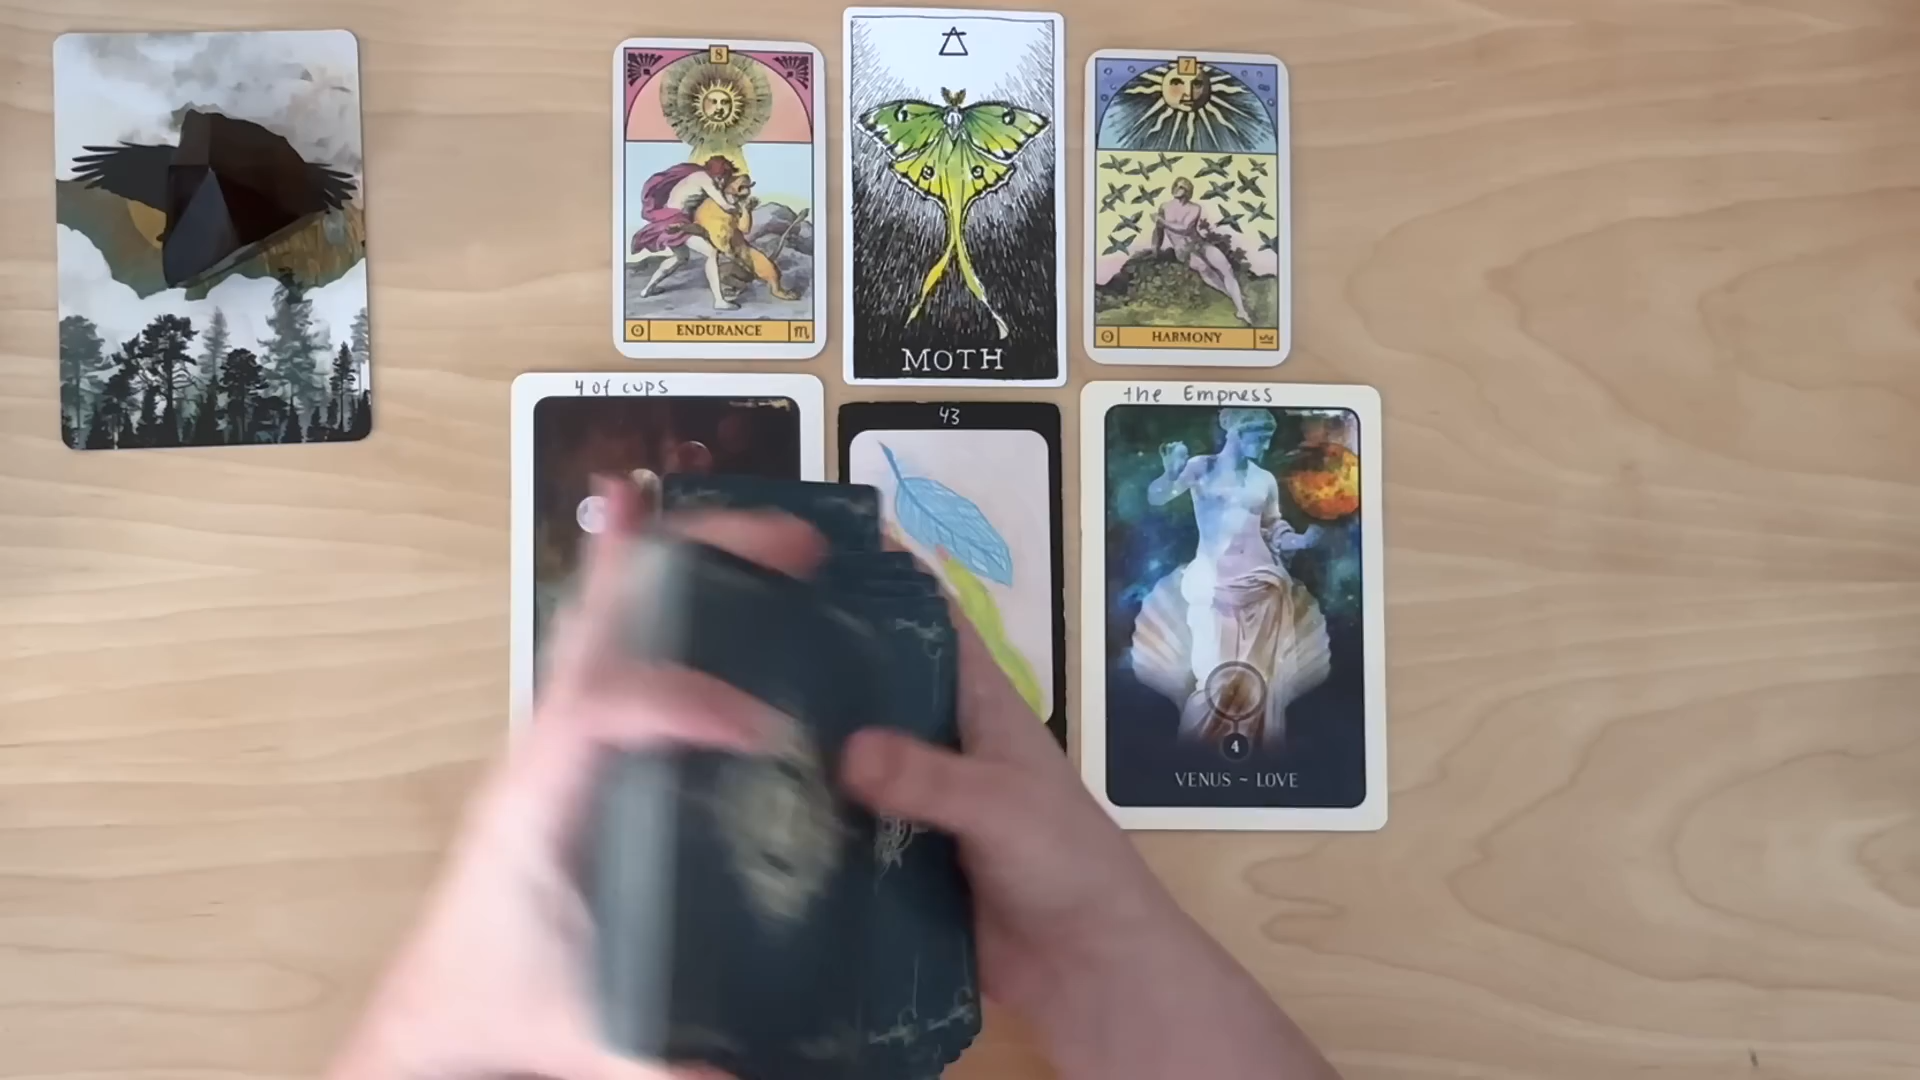 8
ENDURANCE
MOTH
7
HARMONY
4 of cups
43
the Empress
4
VENUS ~ LOVE